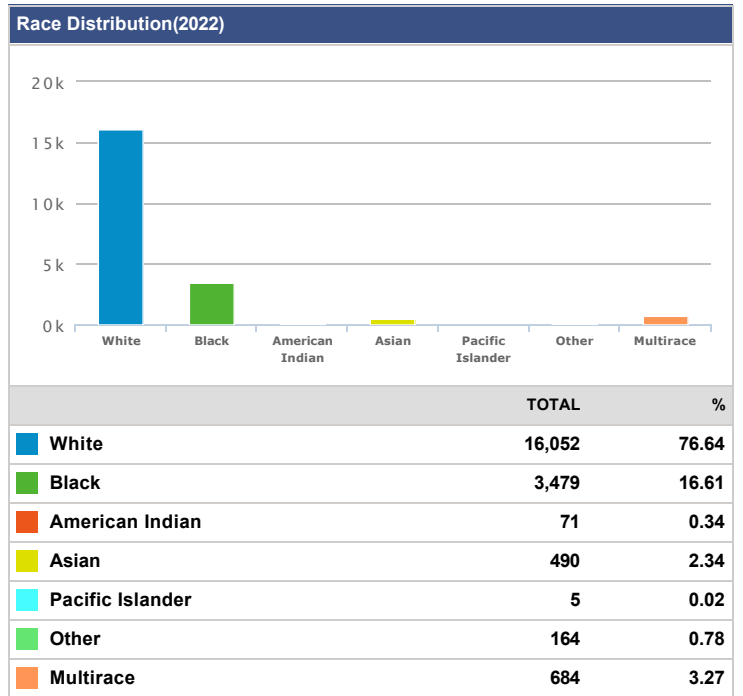 Race Distribution(2022)
20k
15k
10k
5k
0k
White Black American Indian Asian Pacific Islander Other Multirace
TOTAL %
White 16,052 76.64
Black 3,479 16.61
American Indian 71 0.34
Asian 490 2.34
Pacific Islander 5 0.02
Other 164 0.78
Multirace 684 3.27